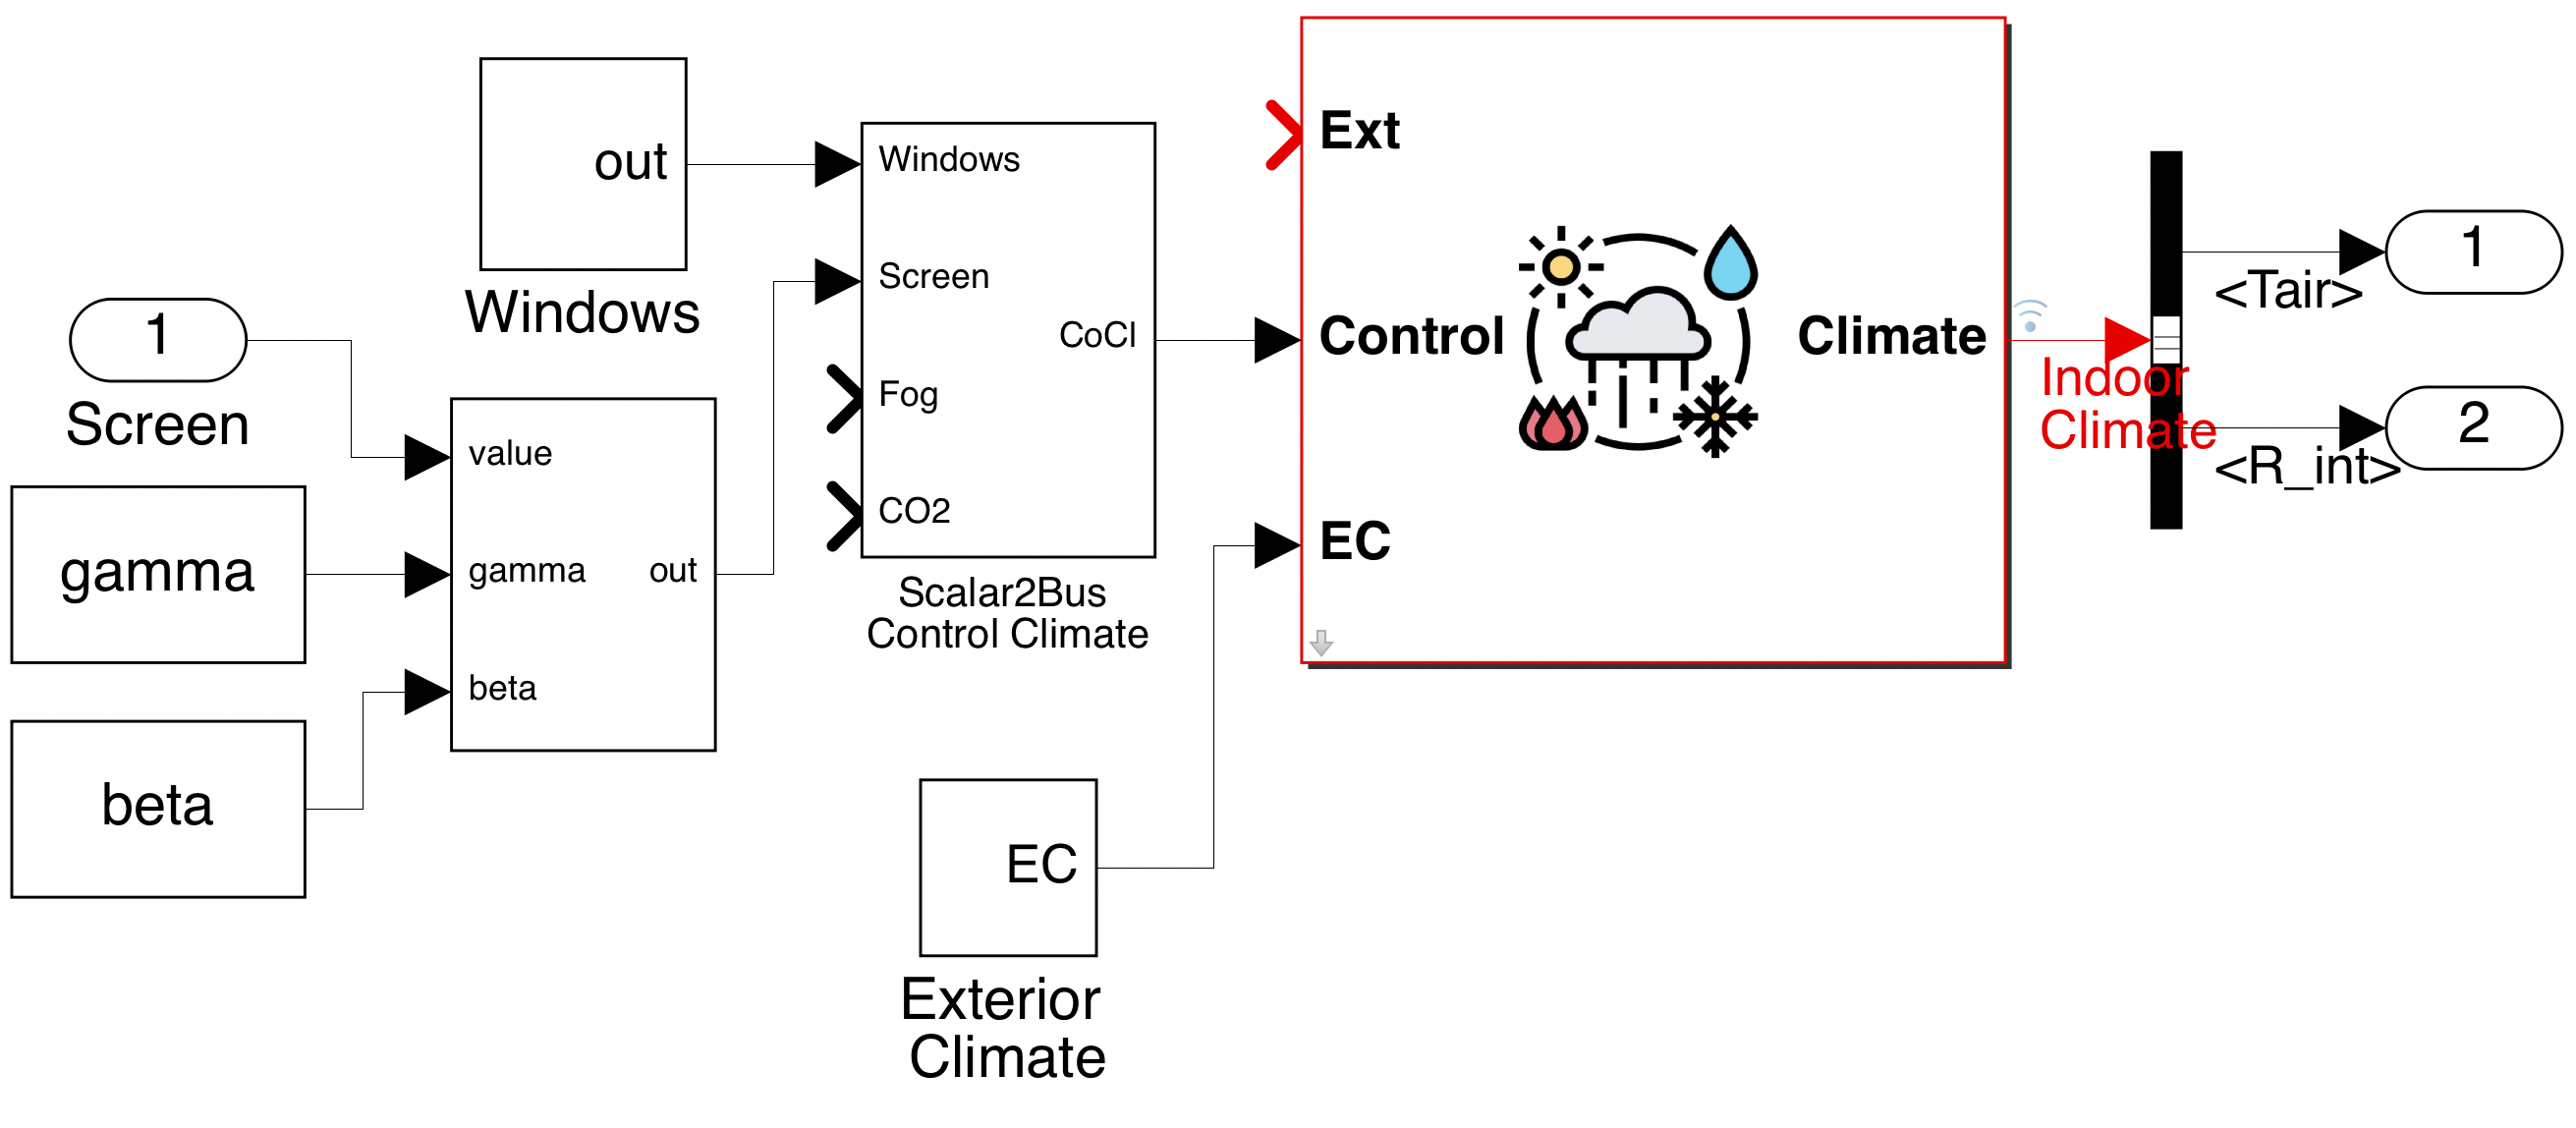 out
Windows
1
Screen
gamma
beta
value
gamma
beta
out
Windows
Screen
Fog
CO2
CoCl
Scalar2Bus
Control Climate
EC
Exterior
Climate
Ext
Control
EC
Climate
Indoor
Climate
<Tair>
1
<R_int>
2